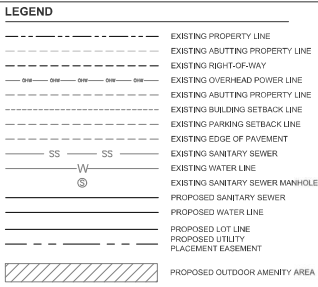 LEGEND
EXISTING PROPERTY LINE
EXISTING ABUTTING PROPERTY LINE
EXISTING RIGHT-OF-WAY
OHW OHW OHW OHW OHW EXISTING OVERHEAD POWER LINE
EXISTING ABUTTING PROPERTY LINE
EXISTING BUILDING SETBACK LINE
EXISTING PARKING SETBACK LINE
EXISTING EDGE OF PAVEMENT
SS SS EXISTING SANITARY SEWER
W EXISTING WATER LINE
S EXISTING SANITARY SEWER MANHOLE
PROPOSED SANITARY SEWER
PROPOSED WATER LINE
PROPOSED LOT LINE
PROPOSED UTILITY
PLACEMENT EASEMENT
PROPOSED OUTDOOR AMENITY AREA